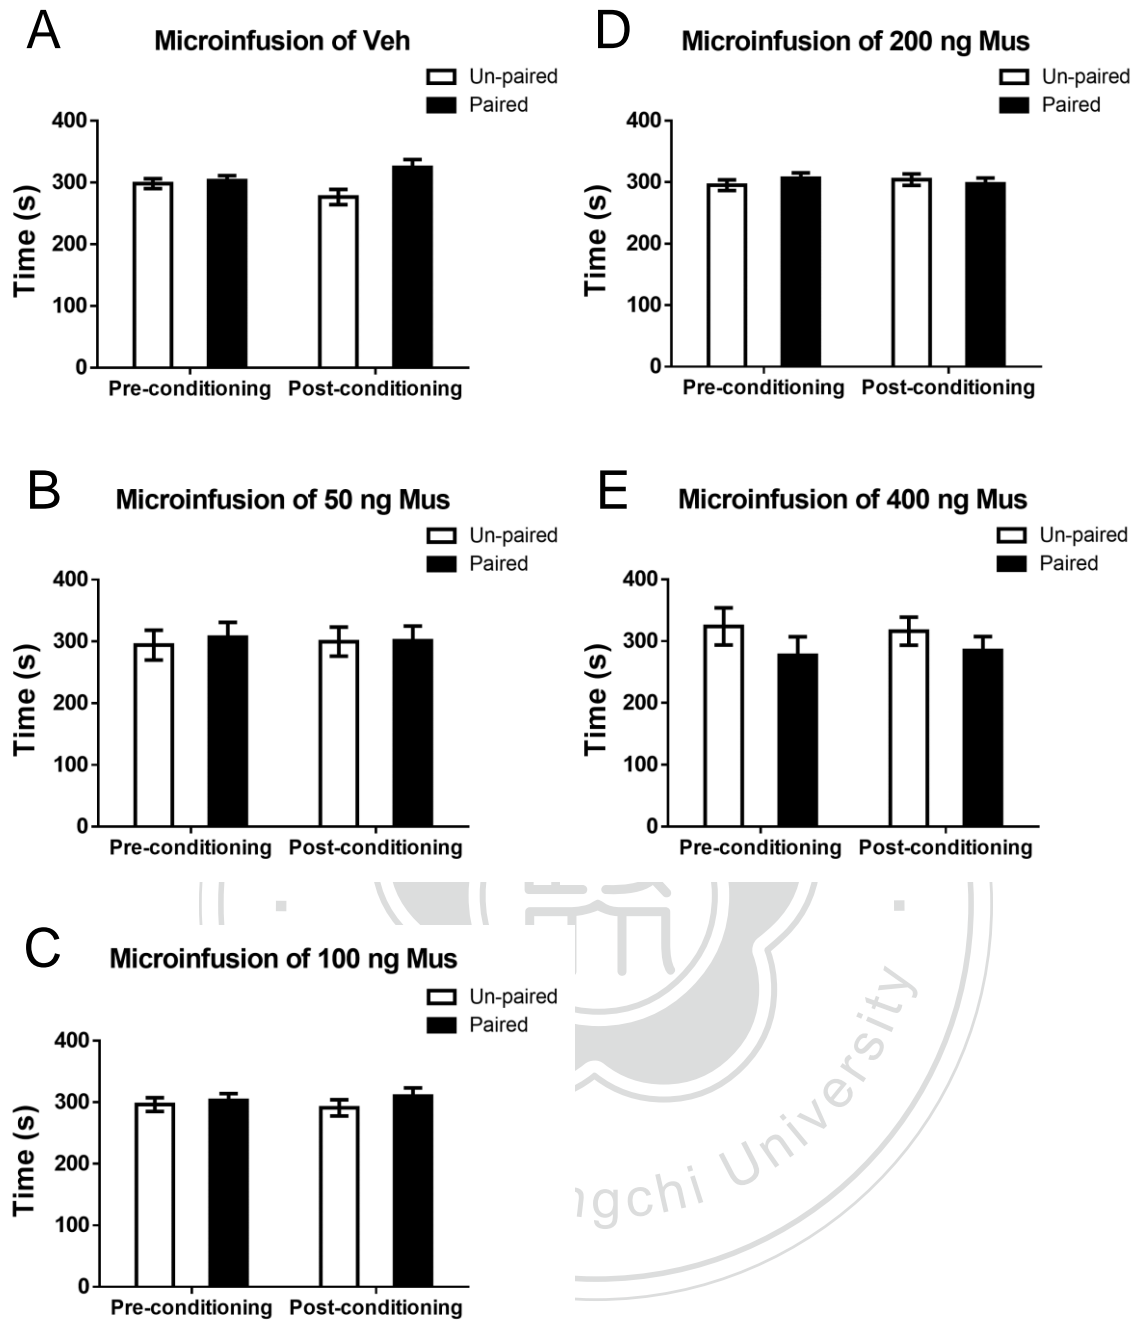 A
Microinfusion of Veh
Un-paired
Paired
400
300
200
100
0
Time (s)
Pre-conditioning
Post-conditioning
D
Microinfusion of 200 ng Mus
Un-paired
Paired
400
300
200
100
0
Time (s)
Pre-conditioning
Post-conditioning
B
Microinfusion of 50 ng Mus
Un-paired
Paired
400
300
200
100
0
Time (s)
Pre-conditioning
Post-conditioning
E
Microinfusion of 400 ng Mus
Un-paired
Paired
400
300
200
100
0
Time (s)
Pre-conditioning
Post-conditioning
C
Microinfusion of 100 ng Mus
Un-paired
Paired
400
300
200
100
0
Time (s)
Pre-conditioning
Post-conditioning
ngchi University